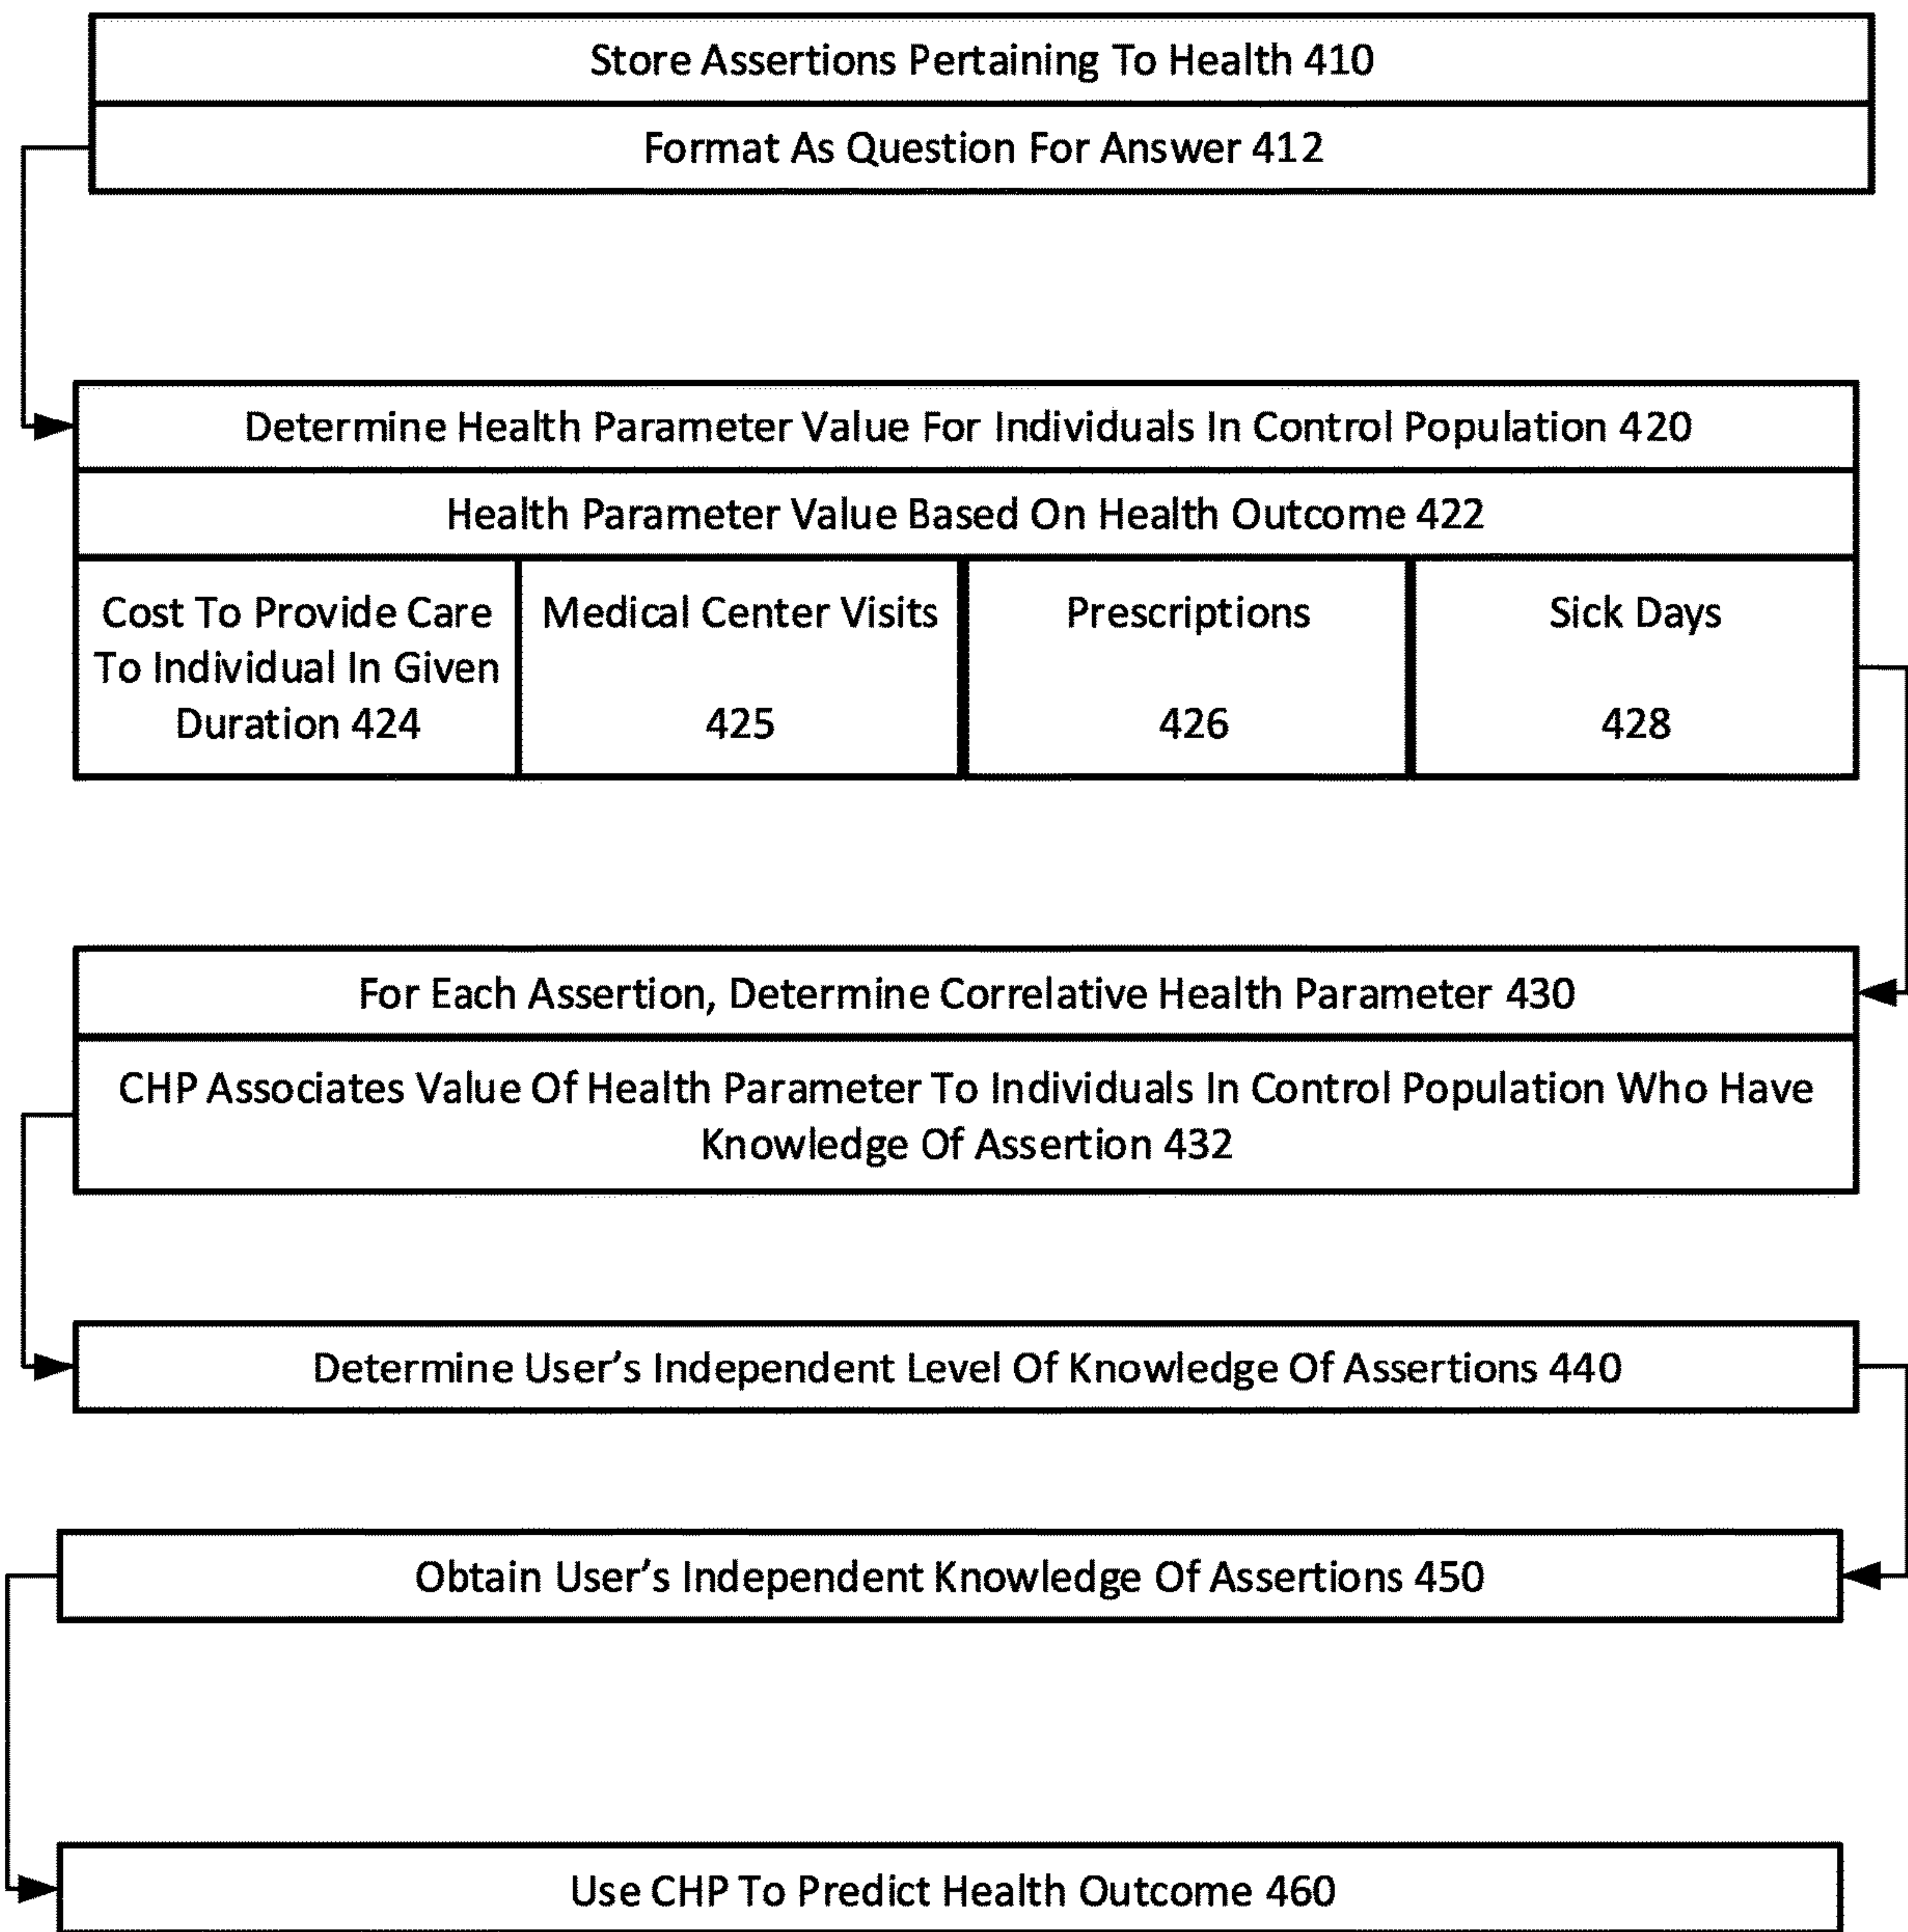 Store Assertions Pertaining To Health 410
Format As Question For Answer 412
Determine Health Parameter Value For Individuals In Control Population 420
Health Parameter Value Based On Health Outcome 422
Cost To Provide Care
To Individual In Given
Duration 424
Medical Center Visits
425
Prescriptions
426
Sick Days
428
For Each Assertion, Determine Correlative Health Parameter 430
CHP Associates Value Of Health Parameter To Individuals In Control Population Who Have
Knowledge Of Assertion 432
Determine User’s Independent Level Of Knowledge Of Assertions 440
Obtain User’s Independent Knowledge Of Assertions 450
Use CHP To Predict Health Outcome 460